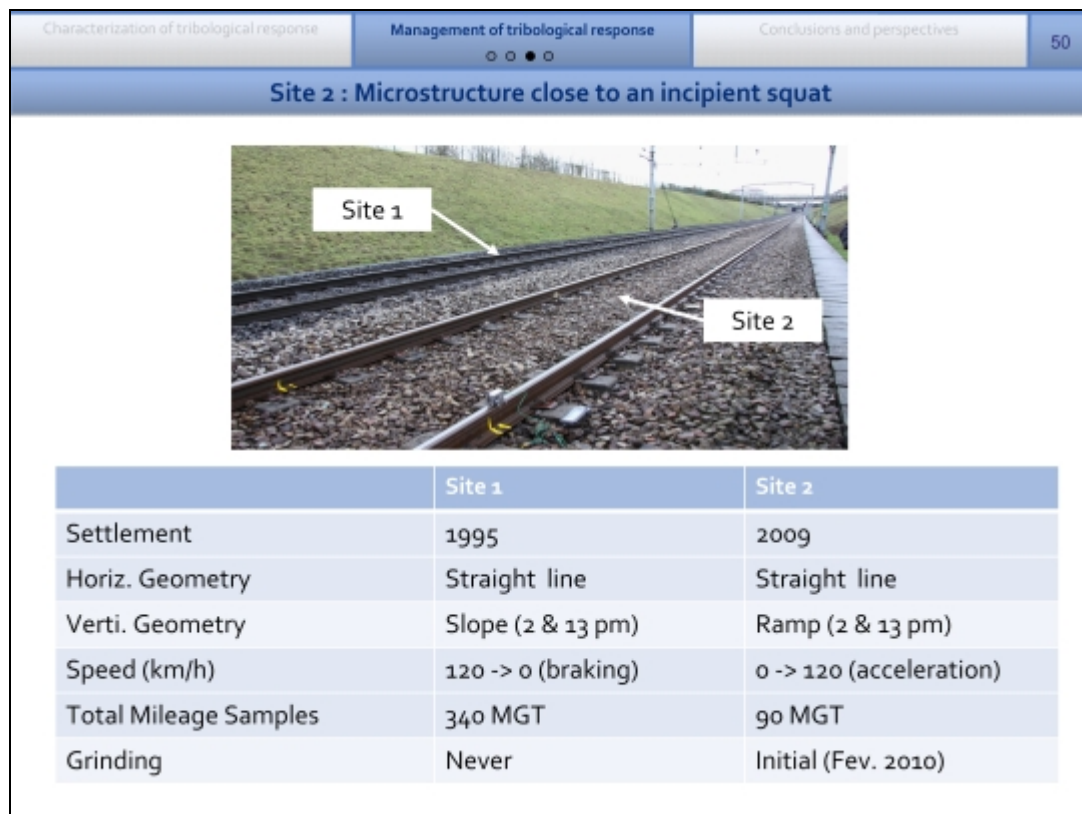 Characterization of tribological response
Management of tribological response
Conclusions and perspectives
50
Site 2 : Microstructure close to an incipient squat
Site 1
Site 2
Site 1 Site 2
Settlement 1995 2009
Horiz. Geometry Straight line Straight line
Verti. Geometry Slope (2 & 13 pm) Ramp (2 & 13 pm)
Speed (km/h) 120 -> 0 (braking) 0 -> 120 (acceleration)
Total Mileage Samples 340 MGT 90 MGT
Grinding Never Initial (Fev. 2010)